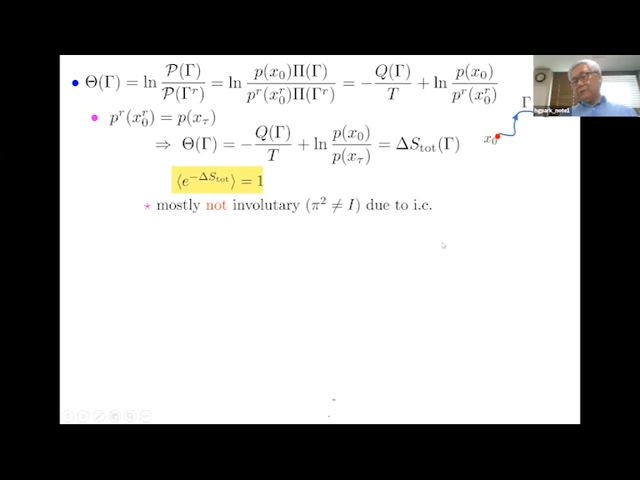 • Θ(Γ) = ln 𝒫(Γ)/𝒫(Γ^r) = ln p(x_0)Π(Γ)/p^r(x_0^r)Π(Γ^r) = −Q(Γ)/T + ln p(x_0)/p^r(x_0^r)
• p^r(x_0^r) = p(x_τ)
⇒ Θ(Γ) = −Q(Γ)/T + ln p(x_0)/p(x_τ) = ΔS_tot(Γ)
⟨e^{−ΔS_tot}⟩ = 1
⋆ mostly not involutary (π² ≠ I) due to i.c.
Γ
x_0
hgpark_note1